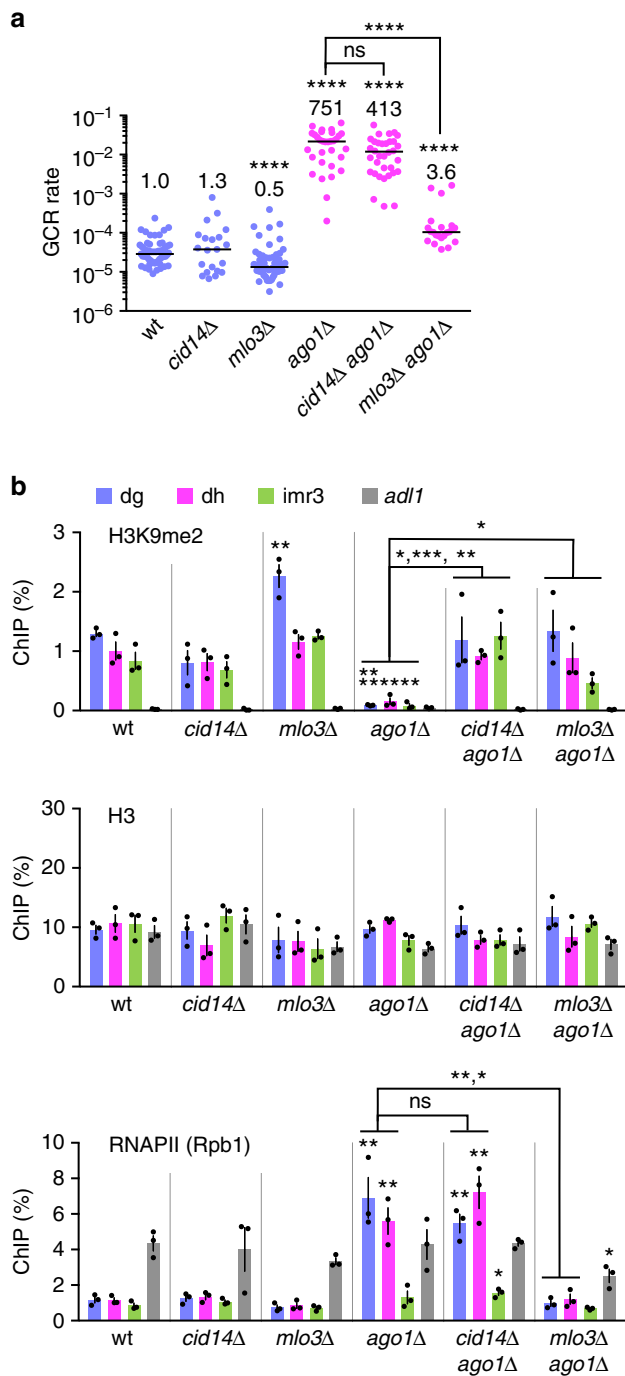 a
****
ns
**** ****
751 413
****
3.6
****
0.5
1.0 1.3
GCR rate
10⁻¹
10⁻²
10⁻³
10⁻⁴
10⁻⁵
10⁻⁶
wt cid14Δ mlo3Δ ago1Δ cid14Δ ago1Δ mlo3Δ ago1Δ
b
dg dh imr3 adl1
H3K9me2
ChIP (%)
3
2
1
0
**
*
*,***, **
**
******
wt cid14Δ mlo3Δ ago1Δ cid14Δ ago1Δ mlo3Δ ago1Δ
H3
ChIP (%)
30
20
10
0
wt cid14Δ mlo3Δ ago1Δ cid14Δ ago1Δ mlo3Δ ago1Δ
**,*
ns
RNAPII (Rpb1)
ChIP (%)
10
8
6
4
2
0
** ** ** ** * *
wt cid14Δ mlo3Δ ago1Δ cid14Δ ago1Δ mlo3Δ ago1Δ